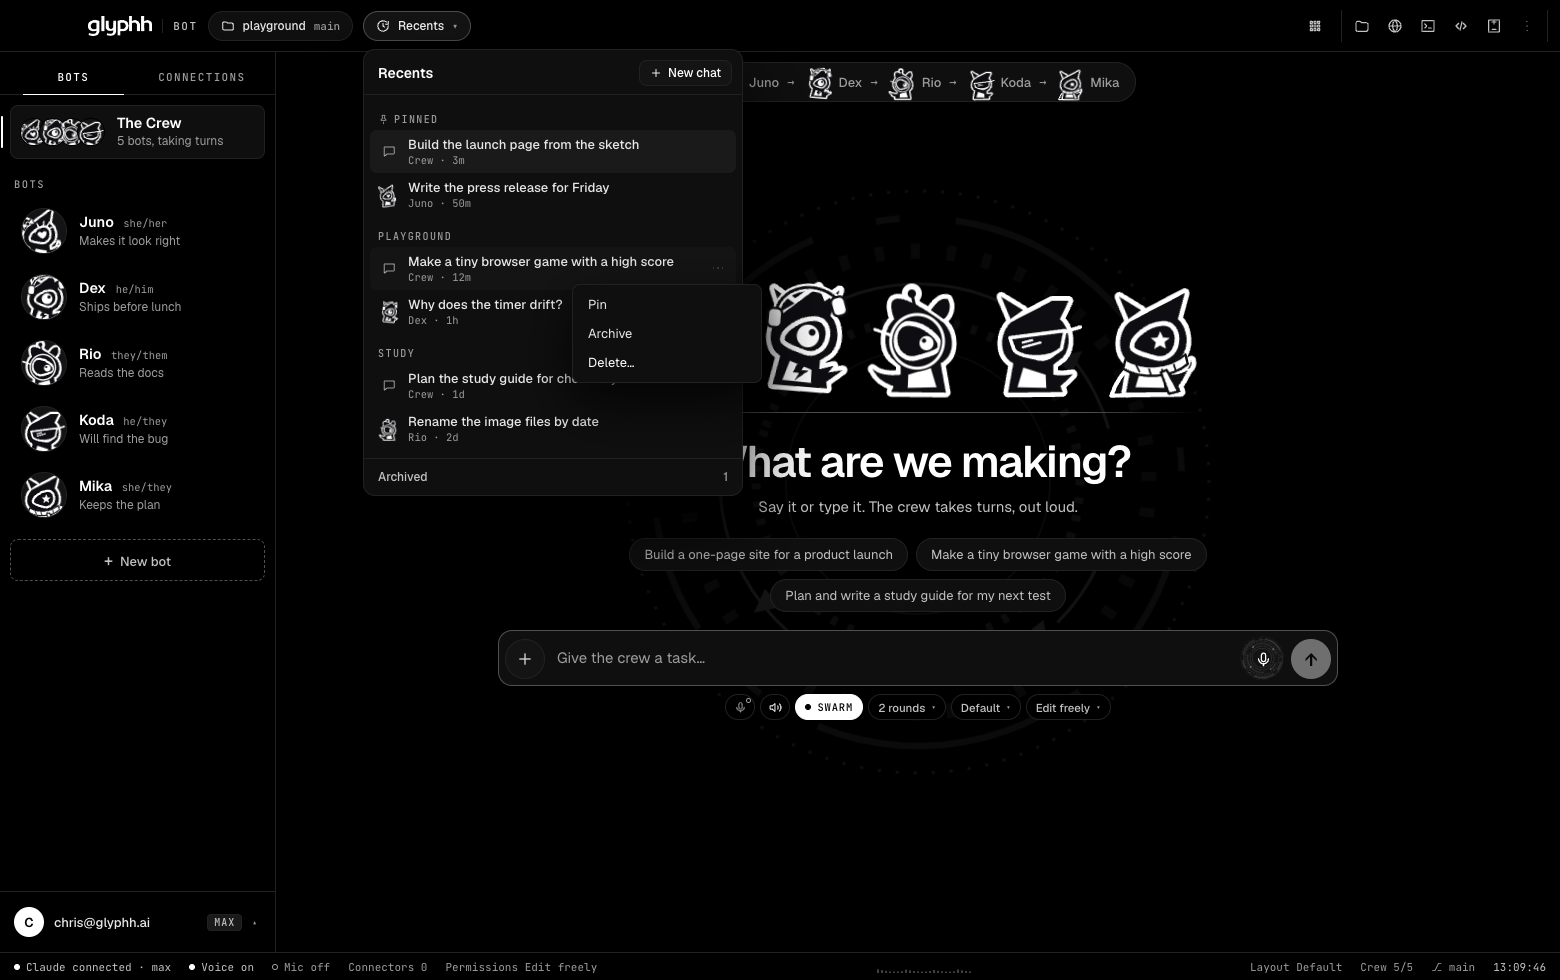 glyphh BOT playground main Recents
BOTS CONNECTIONS
The Crew
5 bots, taking turns
BOTS
Juno she/her
Makes it look right
Dex he/him
Ships before lunch
Rio they/them
Reads the docs
Koda he/they
Will find the bug
Mika she/they
Keeps the plan
+ New bot
chris@glyphh.ai MAX
C
Recents + New chat
PINNED
Build the launch page from the sketch
Crew · 3m
Write the press release for Friday
Juno · 50m
PLAYGROUND
Make a tiny browser game with a high score
Crew · 12m
Why does the timer drift?
Dex · 1h
STUDY
Plan the study guide for
Crew · 1d
Rename the image files by date
Rio · 2d
Archived 1
Pin
Archive
Delete…
Juno → Dex → Rio → Koda → Mika
What are we making?
Say it or type it. The crew takes turns, out loud.
Build a one-page site for a product launch
Make a tiny browser game with a high score
Plan and write a study guide for my next test
Give the crew a task…
SWARM 2 rounds Default Edit freely
Claude connected · max Voice on Mic off Connectors 0 Permissions Edit freely
Layout Default Crew 5/5 main 13:09:46